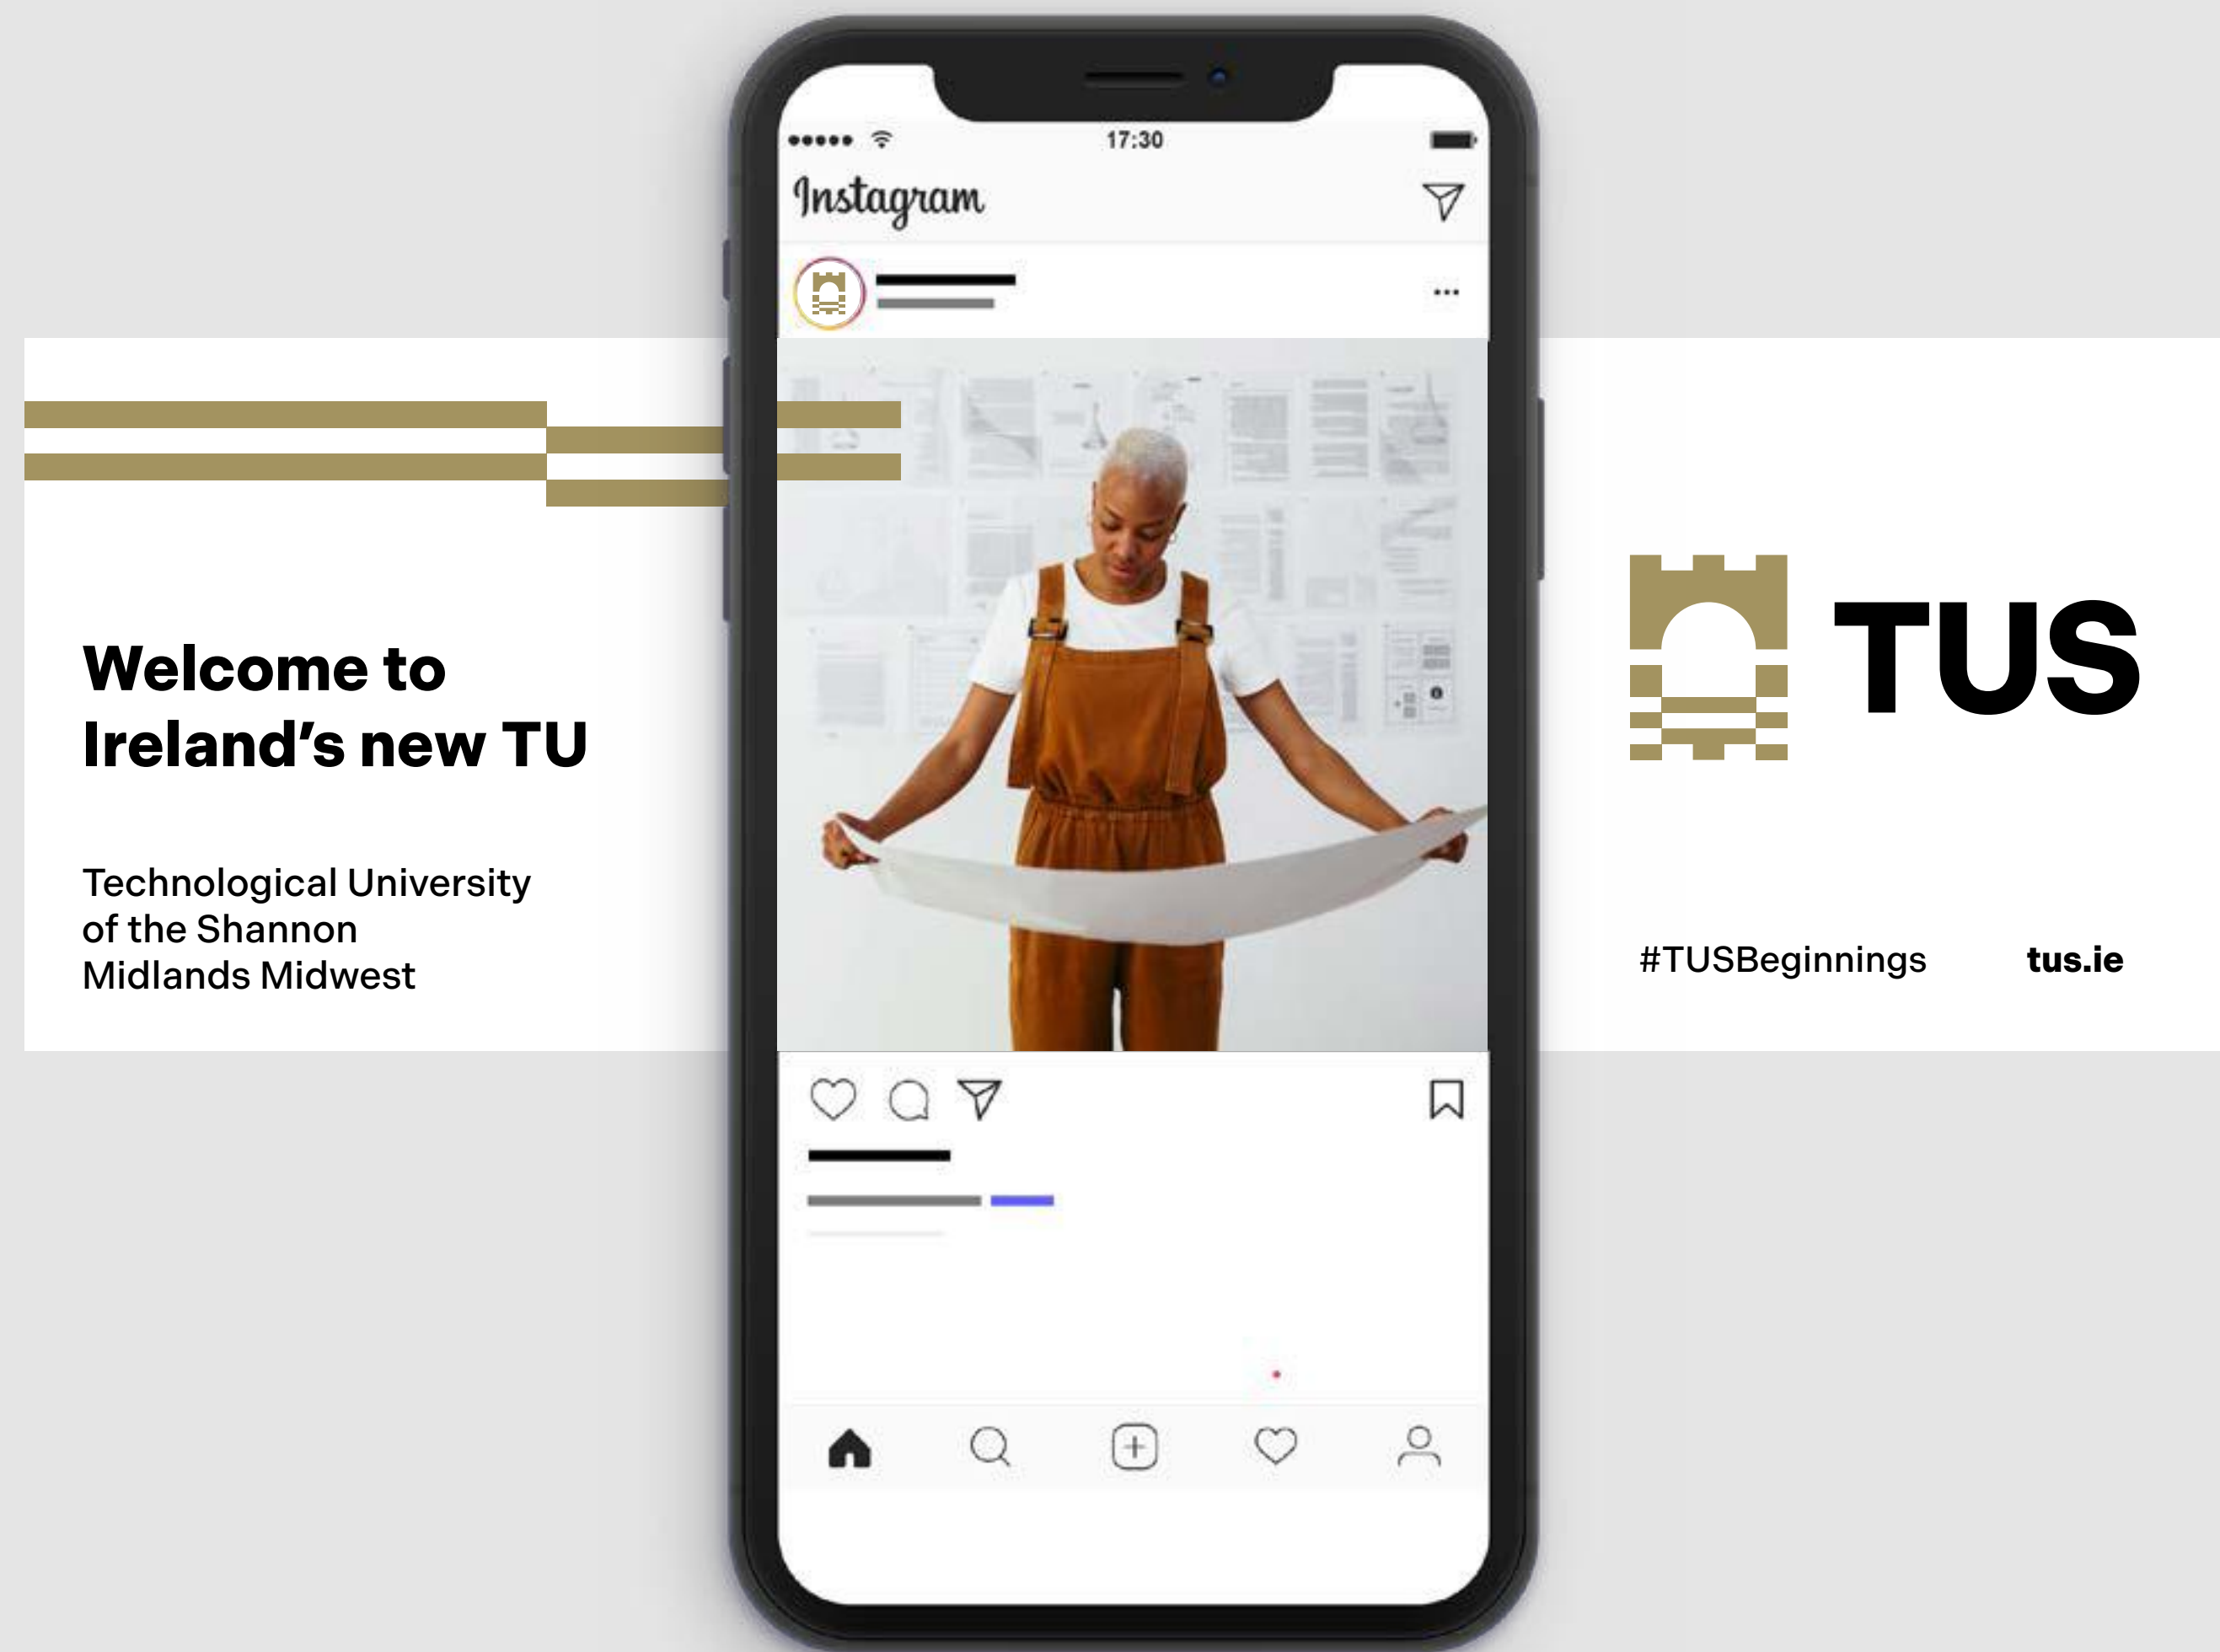 17:30
Instagram
Welcome to
Ireland's new TU
Technological University
of the Shannon
Midlands Midwest
TUS
#TUSBeginnings
tus.ie